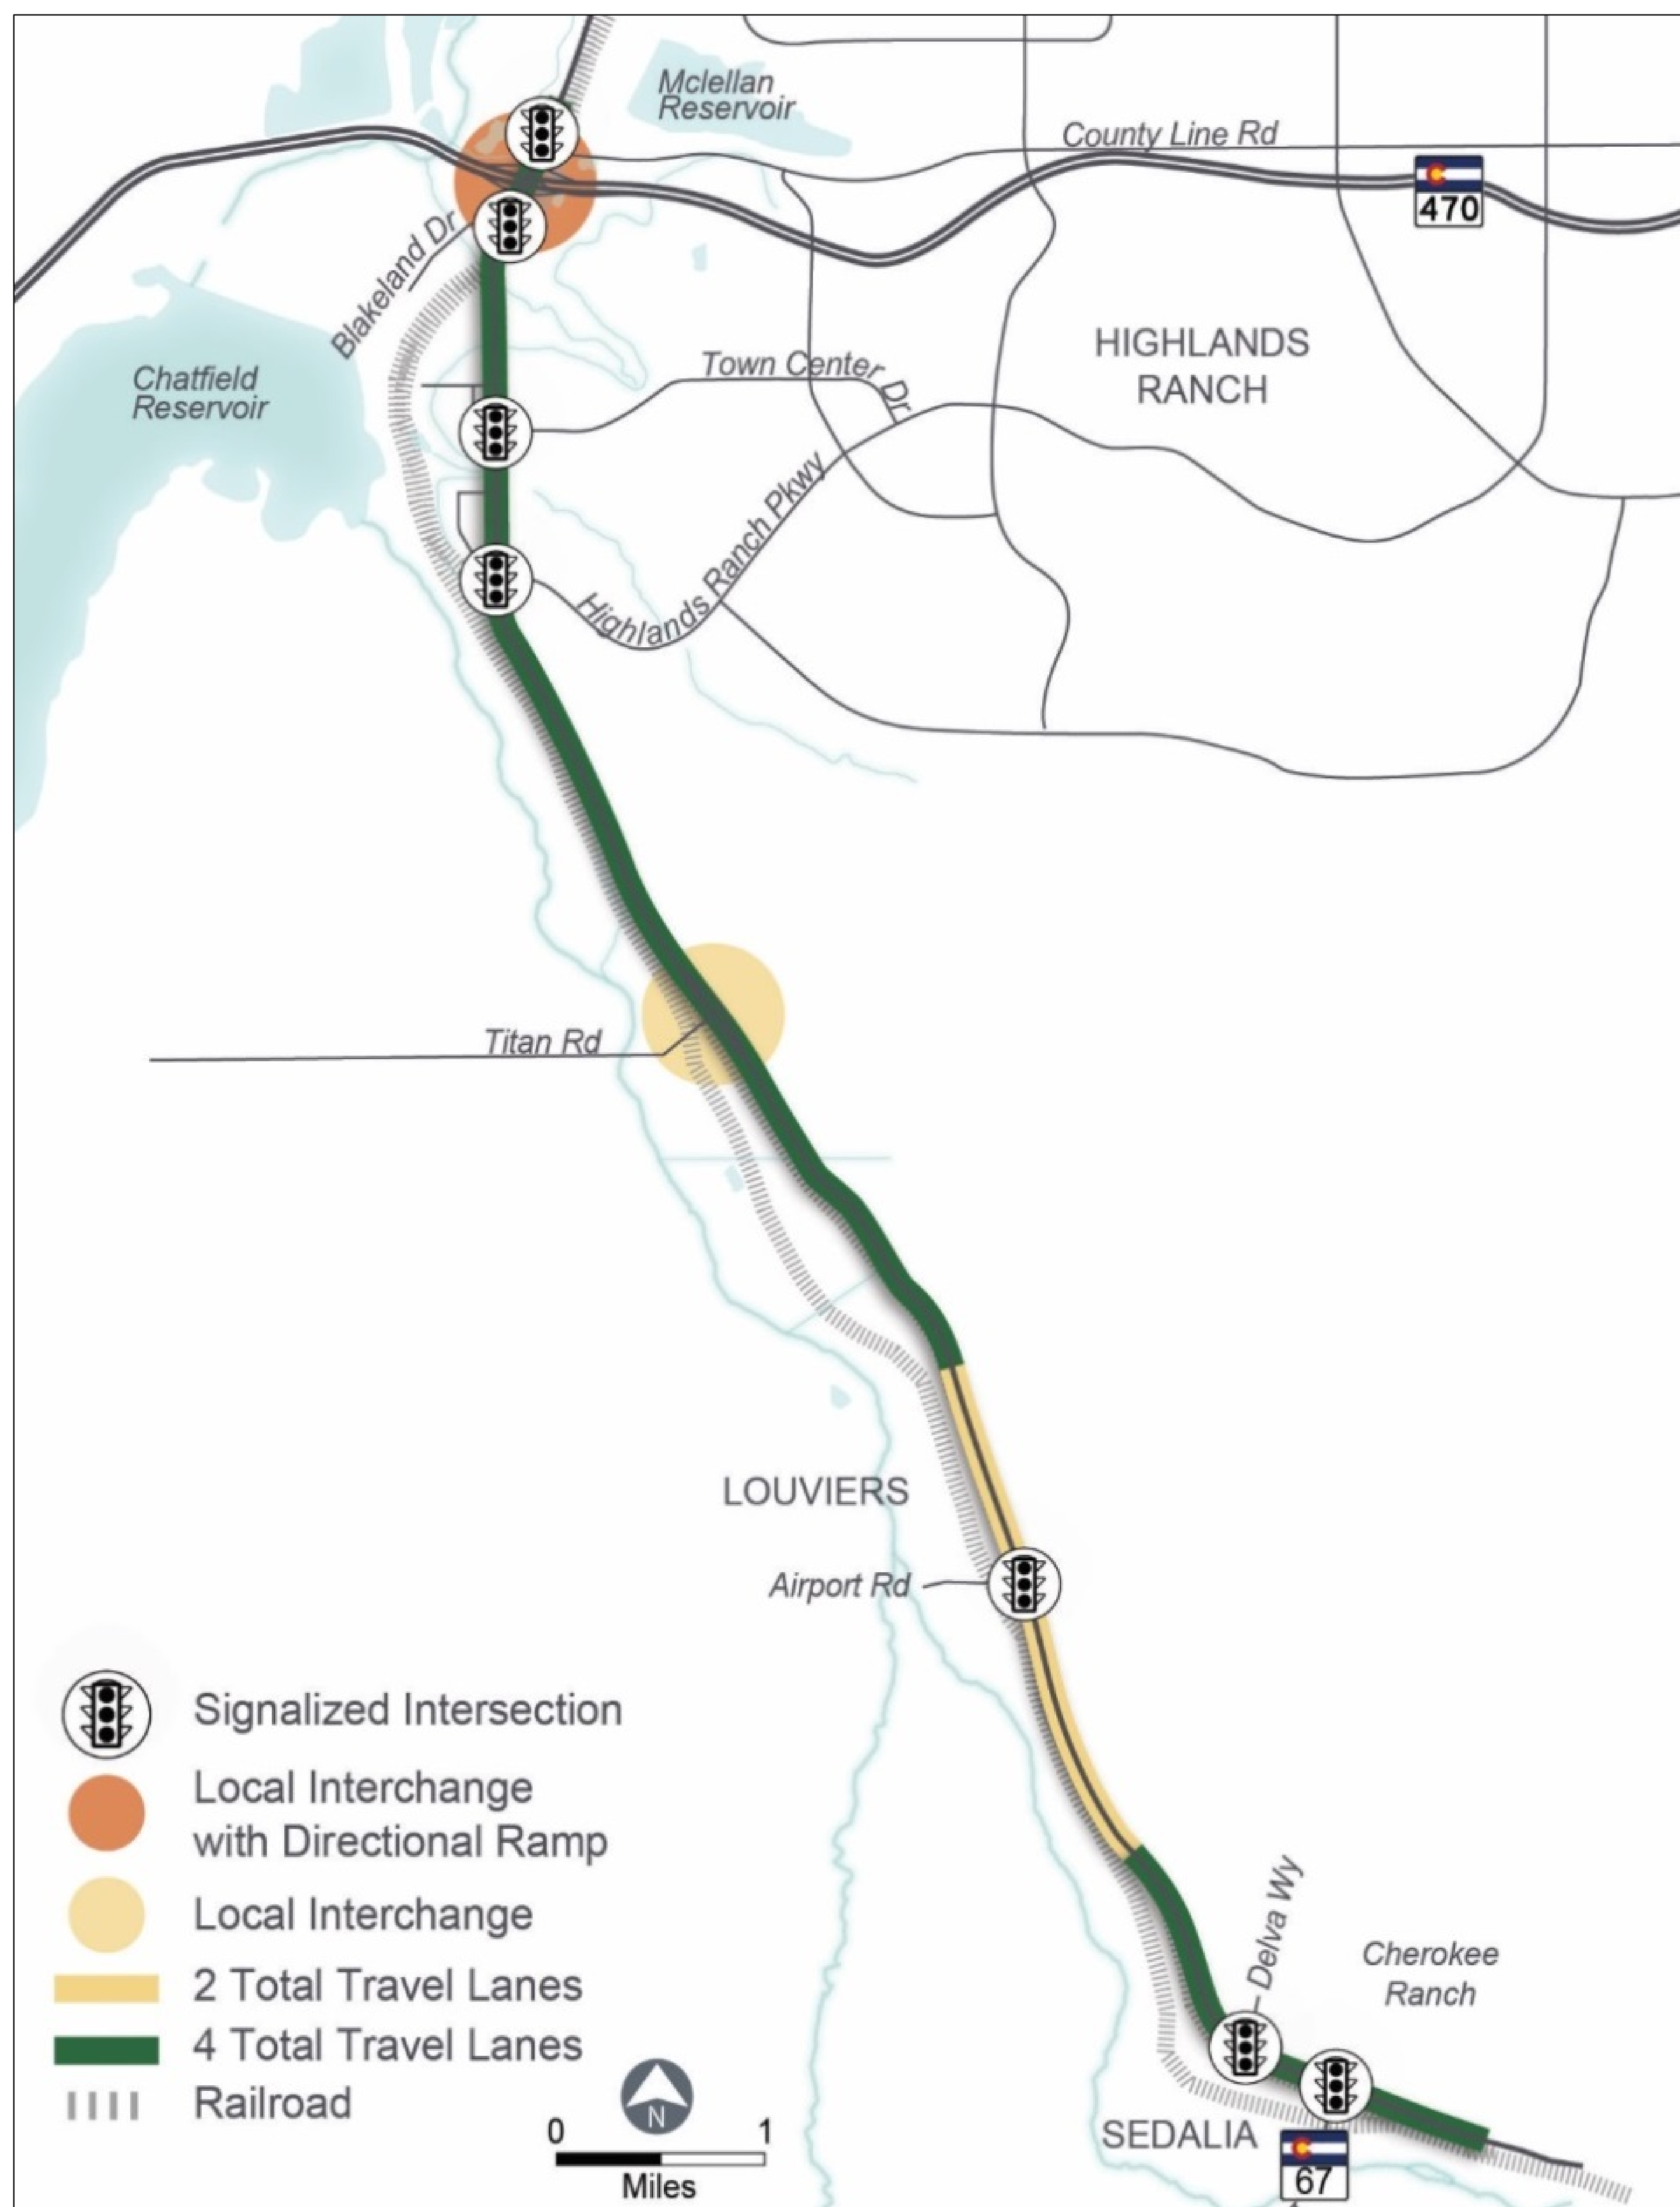 Mclellan
Reservoir
County Line Rd
470
Blakeland Dr
Chatfield
Reservoir
Town Center Dr
HIGHLANDS
RANCH
Highlands Ranch Pkwy
Titan Rd
LOUVIERS
Airport Rd
Delva Wy
Cherokee
Ranch
SEDALIA
67
Signalized Intersection
Local Interchange
with Directional Ramp
Local Interchange
2 Total Travel Lanes
4 Total Travel Lanes
Railroad
N
0 1
Miles